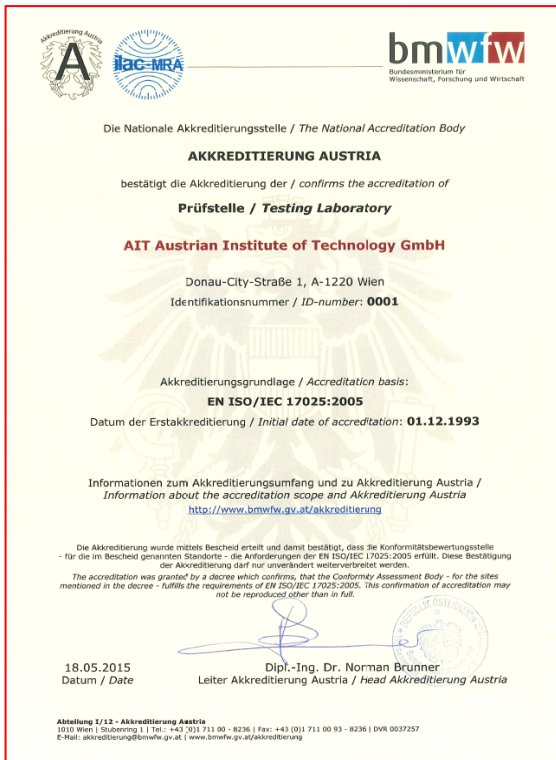 Akkreditierung Austria
A
ilac-MRA
bmwfw
Bundesministerium für
Wissenschaft, Forschung und Wirtschaft
Die Nationale Akkreditierungsstelle / The National Accreditation Body
AKKREDITIERUNG AUSTRIA
bestätigt die Akkreditierung der / confirms the accreditation of
Prüfstelle / Testing Laboratory
AIT Austrian Institute of Technology GmbH
Donau-City-Straße 1, A-1220 Wien
Identifikationsnummer / ID-number: 0001
Akkreditierungsgrundlage / Accreditation basis:
EN ISO/IEC 17025:2005
Datum der Erstakkreditierung / Initial date of accreditation: 01.12.1993
Informationen zum Akkreditierungsumfang und zu Akkreditierung Austria /
Information about the accreditation scope and Akkreditierung Austria
http://www.bmwfw.gv.at/akkreditierung
Die Akkreditierung wurde mittels Bescheid erteilt und damit bestätigt, dass die Konformitätsbewertungsstelle
- für die im Bescheid genannten Standorte - die Anforderungen der EN ISO/IEC 17025:2005 erfüllt. Diese Bestätigung
der Akkreditierung darf nur unverändert weiterverbreitet werden.
The accreditation was granted by a decree which confirms, that the Conformity Assessment Body - for the sites
mentioned in the decree - fulfills the requirements of EN ISO/IEC 17025:2005. This confirmation of accreditation may
not be reproduced other than in full.
REPUBLIK ÖSTERREICH
18.05.2015
Dipl.-Ing. Dr. Norman Brunner
Datum / Date
Leiter Akkreditierung Austria / Head Akkreditierung Austria
Abteilung I/12 - Akkreditierung Austria
1010 Wien | Stubenring 1 | Tel.: +43 (0)1 711 00 - 8236 | Fax: +43 (0)1 711 00 93 - 8236 | DVR 0037257
E-Mail: akkreditierung@bmwfw.gv.at | www.bmwfw.gv.at/akkreditierung